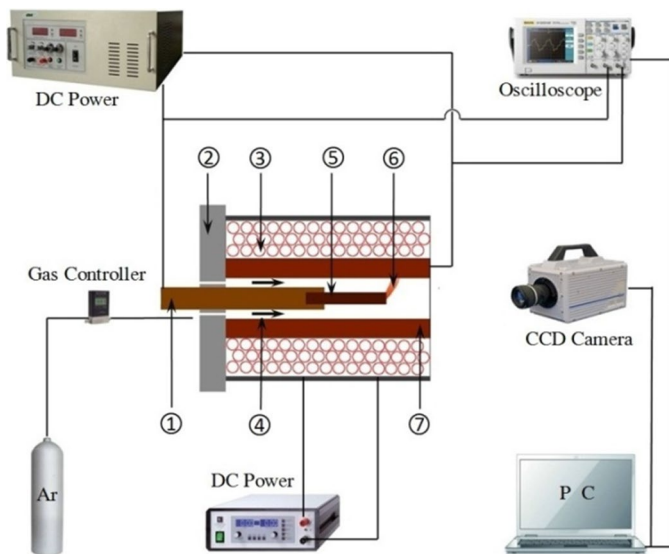 DC Power
Oscilloscope
② ③ ⑤ ⑥
Gas Controller
CCD Camera
① ④ ⑦
DC Power
Ar
P C